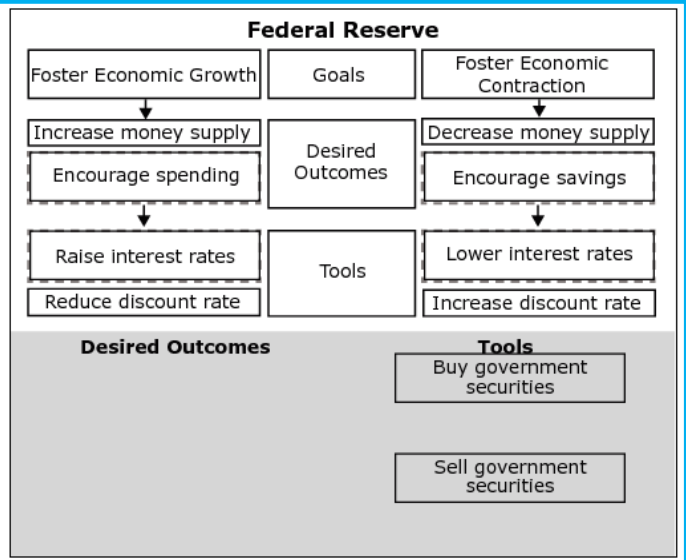 Federal Reserve
Foster Economic Growth
Goals
Foster Economic
Contraction
Increase money supply
Desired
Outcomes
Decrease money supply
Encourage spending
Encourage savings
Raise interest rates
Tools
Lower interest rates
Reduce discount rate
Increase discount rate
Desired Outcomes
Tools
Buy government
securities
Sell government
securities